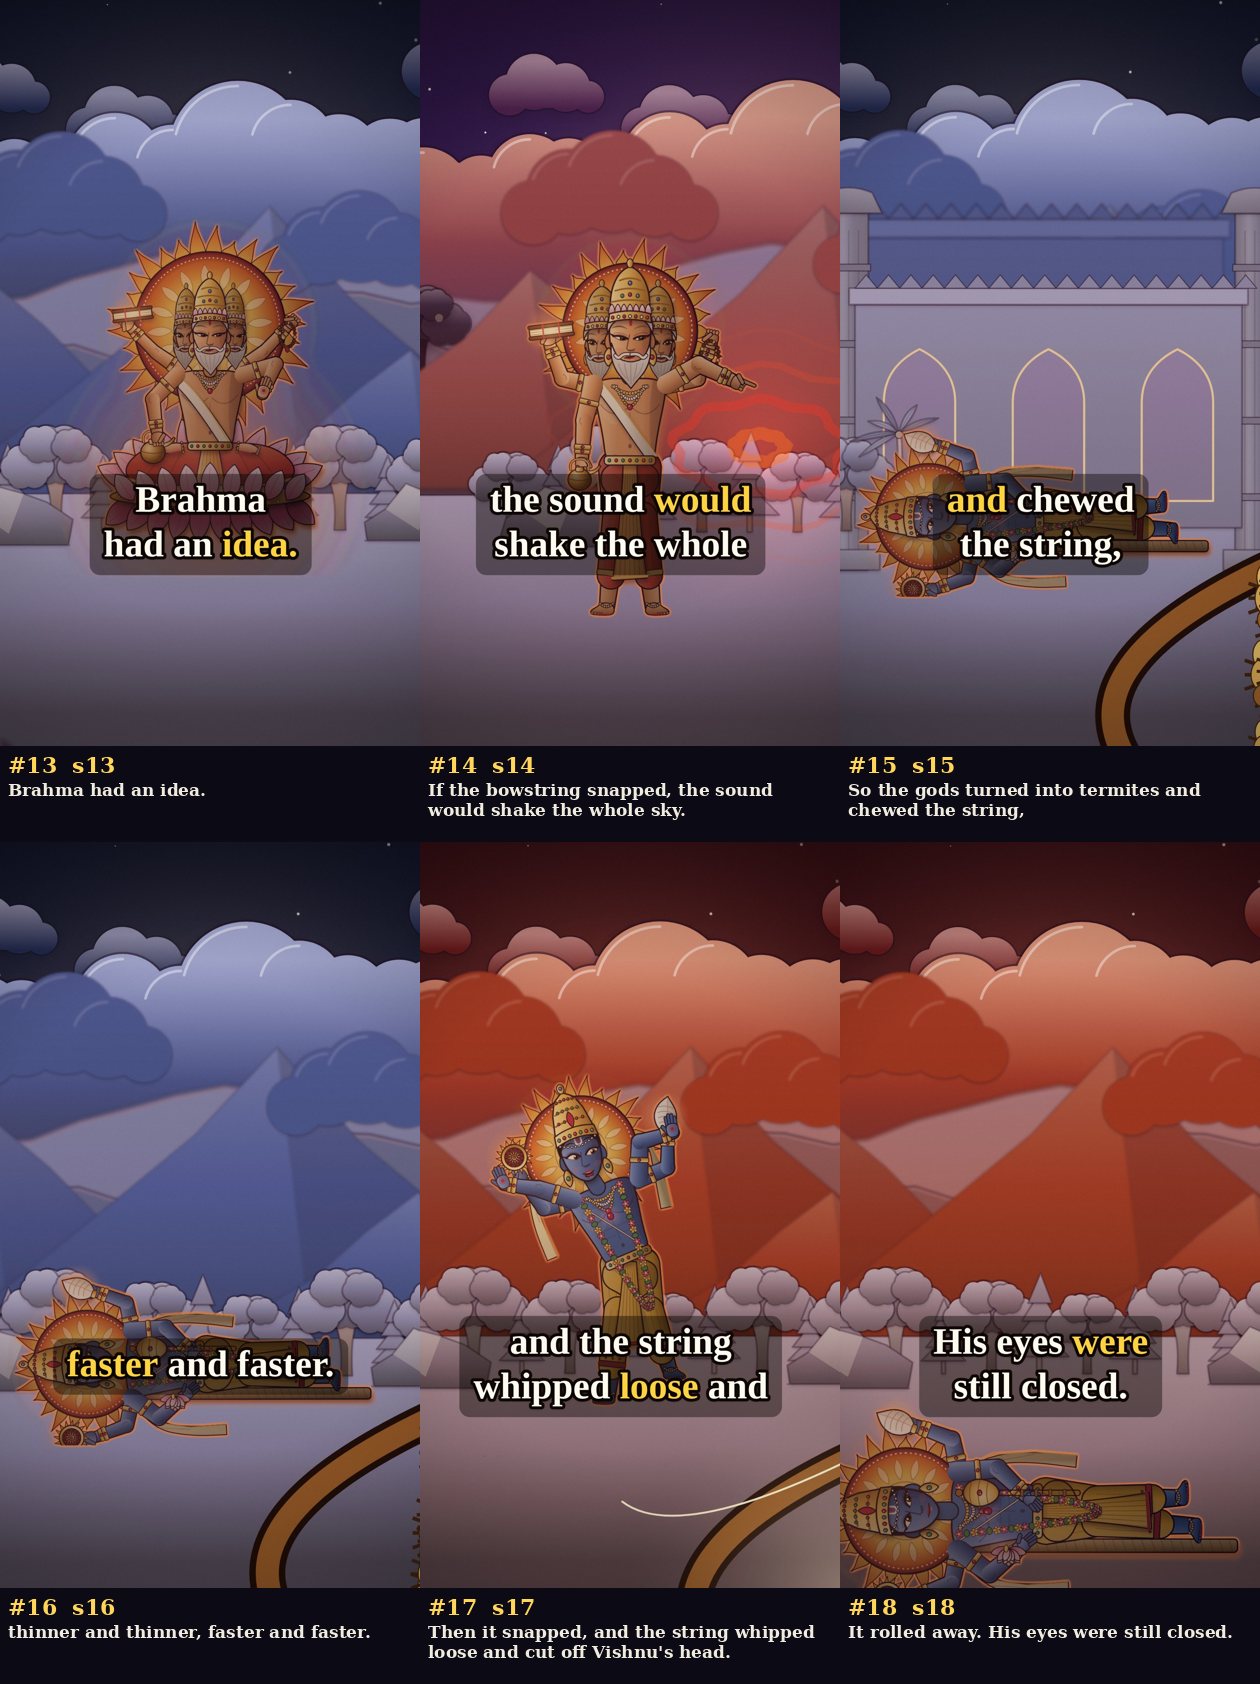 Brahma
had an idea.
#13 s13
Brahma had an idea.
the sound would
shake the whole
#14 s14
If the bowstring snapped, the sound
would shake the whole sky.
and chewed
the string,
#15 s15
So the gods turned into termites and
chewed the string,
faster and faster.
#16 s16
thinner and thinner, faster and faster.
and the string
whipped loose and
#17 s17
Then it snapped, and the string whipped
loose and cut off Vishnu's head.
His eyes were
still closed.
#18 s18
It rolled away. His eyes were still closed.